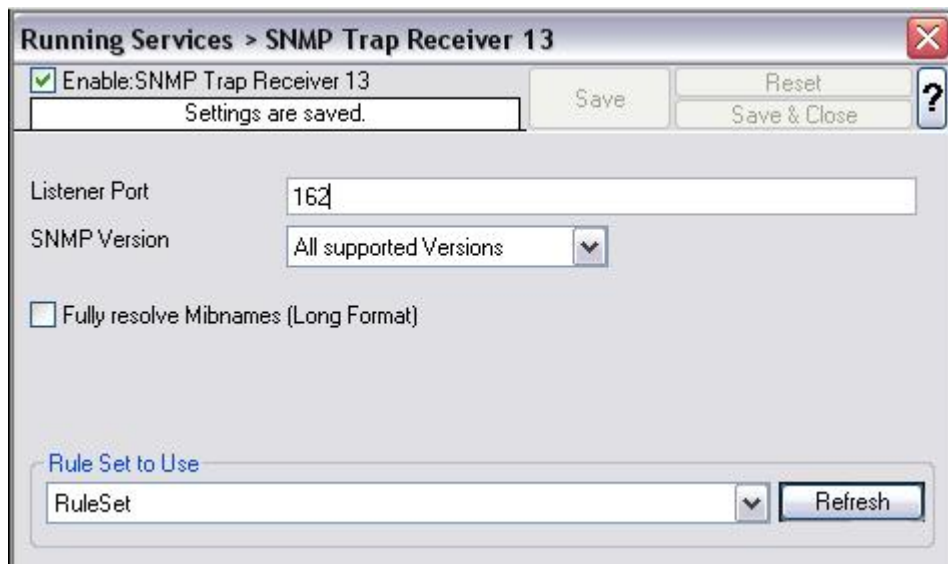 Running Services > SNMP Trap Receiver 13
Enable:SNMP Trap Receiver 13
Settings are saved.
Save
Reset
Save & Close
?
Listener Port
162
SNMP Version
All supported Versions
Fully resolve Mibnames (Long Format)
Rule Set to Use
RuleSet
Refresh